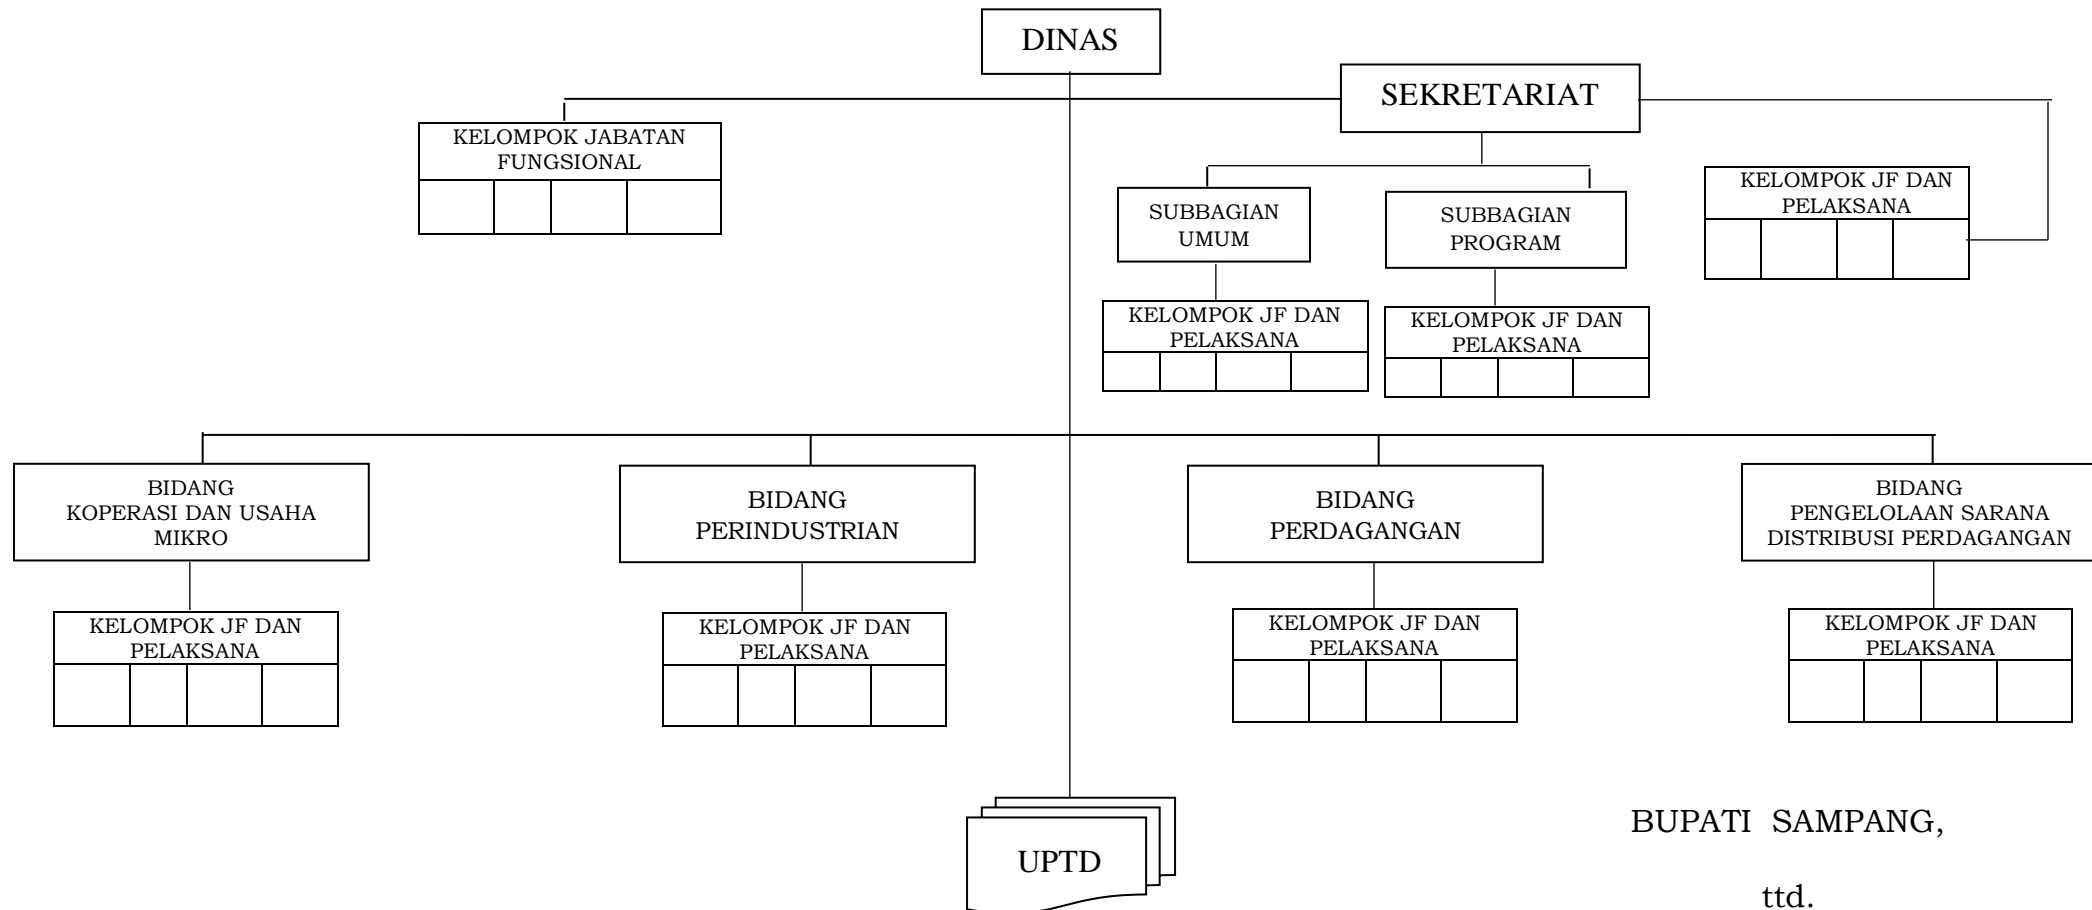 DINAS
SEKRETARIAT
KELOMPOK JABATAN
FUNGSIONAL
KELOMPOK JF DAN
PELAKSANA
SUBBAGIAN
UMUM
SUBBAGIAN
PROGRAM
KELOMPOK JF DAN
PELAKSANA
KELOMPOK JF DAN
PELAKSANA
BIDANG
KOPERASI DAN USAHA
MIKRO
BIDANG
PERINDUSTRIAN
BIDANG
PERDAGANGAN
BIDANG
PENGELOLAAN SARANA
DISTRIBUSI PERDAGANGAN
KELOMPOK JF DAN
PELAKSANA
KELOMPOK JF DAN
PELAKSANA
KELOMPOK JF DAN
PELAKSANA
KELOMPOK JF DAN
PELAKSANA
UPTD
BUPATI SAMPANG,
ttd.